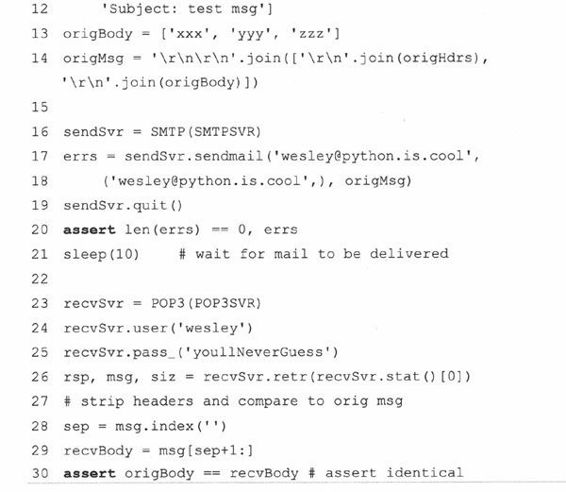 12      'Subject: test msg']
13 origBody = ['xxx', 'yyy', 'zzz']
14 origMsg = '\r\n\r\n'.join(['\r\n'.join(origHdrs),
'\r\n'.join(origBody)])
15
16 sendSvr = SMTP(SMTPSVR)
17 errs = sendSvr.sendmail('wesley@python.is.cool',
18     ('wesley@python.is.cool',), origMsg)
19 sendSvr.quit()
20 assert len(errs) == 0, errs
21 sleep(10)    # wait for mail to be delivered
22
23 recvSvr = POP3(POP3SVR)
24 recvSvr.user('wesley')
25 recvSvr.pass_('youllNeverGuess')
26 rsp, msg, siz = recvSvr.retr(recvSvr.stat()[0])
27 # strip headers and compare to orig msg
28 sep = msg.index('')
29 recvBody = msg[sep+1:]
30 assert origBody == recvBody # assert identical